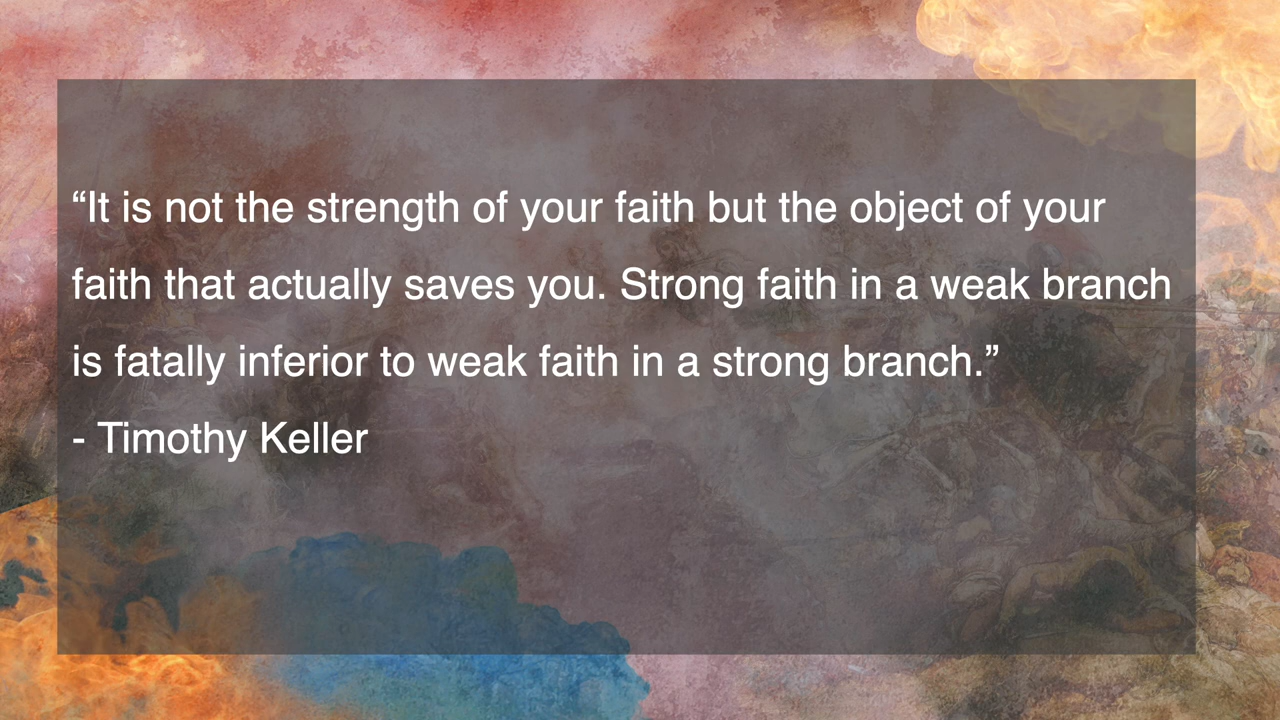 “It is not the strength of your faith but the object of your
faith that actually saves you. Strong faith in a weak branch
is fatally inferior to weak faith in a strong branch.”
- Timothy Keller